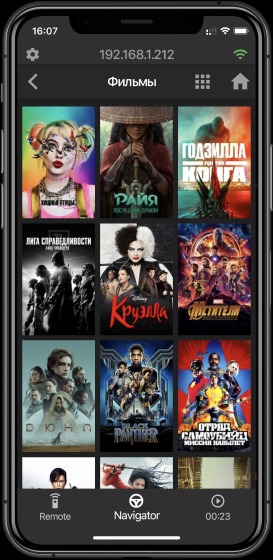 16:07
192.168.1.212
Фильмы
ХИЩНЫЕ ПТИЦЫ
РАЙЯ
ПОСЛЕДНИЙ ДРАКОН
ГОДЗИЛЛА
ПРОТИВ
КОНГА
ЛИГА СПРАВЕДЛИВОСТИ
Disney
Круэлла
МСТИТЕЛИ
ДЮНА
BLACK
PANTHER
ОТРЯД
САМОУБИЙЦ
МИССИЯ НАВЫЛЕТ
Remote
Navigator
00:23